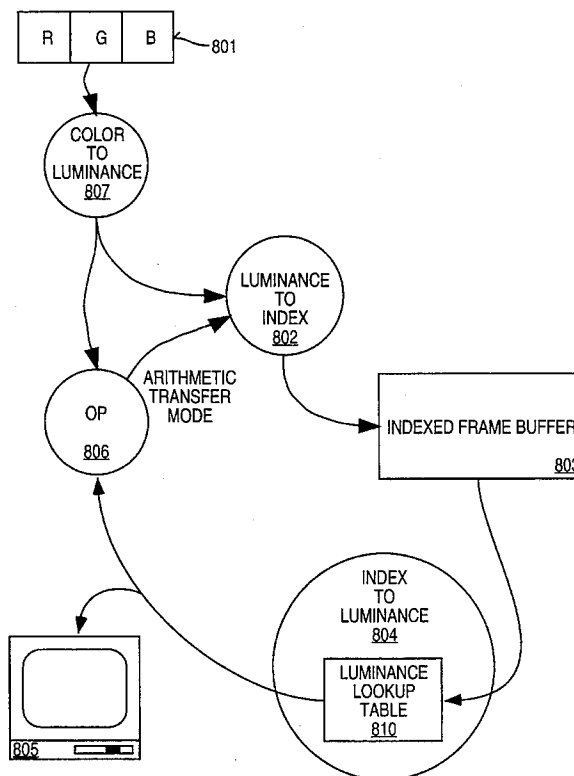 R G B
801
COLOR
TO
LUMINANCE
807
LUMINANCE
TO
INDEX
802
ARITHMETIC
TRANSFER
MODE
OP
806
INDEXED FRAME BUFFER
803
INDEX
TO
LUMINANCE
804
LUMINANCE
LOOKUP
TABLE
810
805